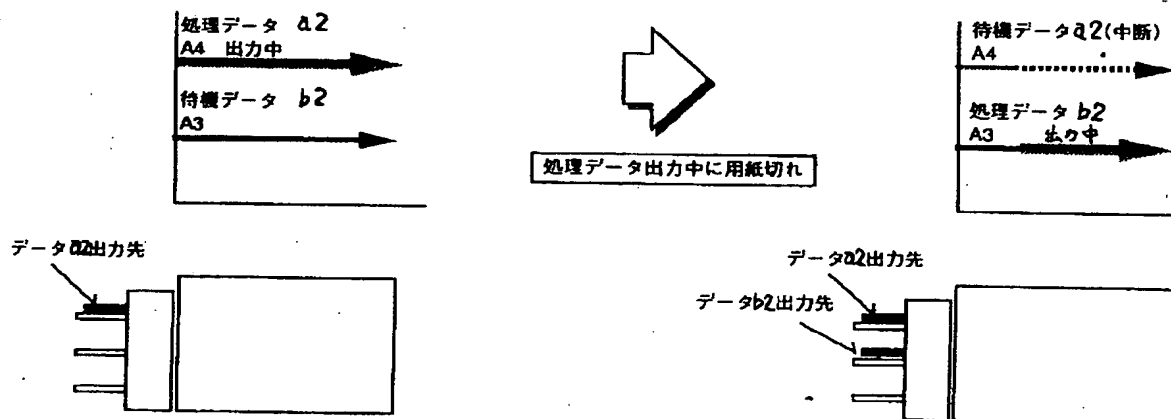 処理データ a2
A4 出力中
待機データ b2
A3
処理データ出力中に用紙切れ
待機データa2(中断)
A4
処理データ b2
A3 出力中
データa2出力先
データa2出力先
データb2出力先